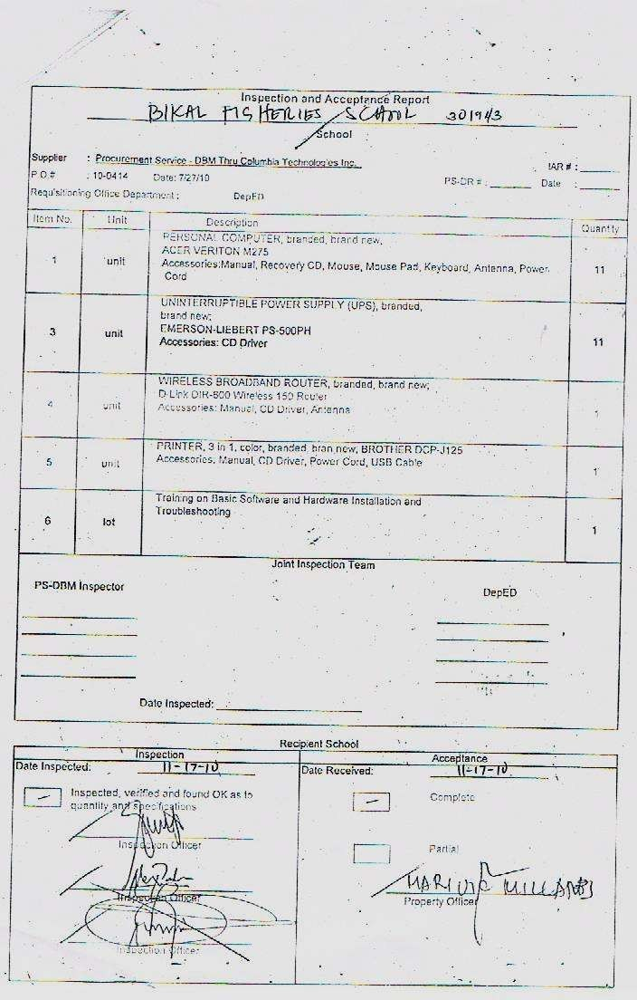 Inspection and Acceptance Report
BIKAL FISHERIES SCHOOL 301943
School
Supplier : Procurement Service - DBM Thru Columbia Technologies Inc. IAR # :
P.O.# : 10-0414 Date: 7/27/10 PS-DR # : Date :
Requisitioning Office Department : DepED
Item No. Unit Description Quantity
1 unit PERSONAL COMPUTER, branded, brand new, 11
ACER VERITON M275
Accessories:Manual, Recovery CD, Mouse, Mouse Pad, Keyboard, Antenna, Power
Cord
3 unit UNINTERRUPTIBLE POWER SUPPLY (UPS), branded, 11
brand new;
EMERSON-LIEBERT PS-500PH
Accessories: CD Driver
4 unit WIRELESS BROADBAND ROUTER, branded, brand new; 1
D-Link DIR-600 Wireless 150 Router
Accessories: Manual, CD Driver, Antenna
5 unit PRINTER, 3 in 1, color, branded, bran new, BROTHER DCP-J125 1
Accessories: Manual, CD Driver, Power Cord, USB Cable
6 lot Training on Basic Software and Hardware Installation and 1
Troubleshooting
Joint Inspection Team
PS-DBM Inspector DepED
Date Inspected:
Recipient School
Inspection Acceptance
Date Inspected: 11-17-10 Date Received: 11-17-10
Inspected, verified and found OK as to Complete
quantity and specifications
Inspection Officer Partial
Inspection Officer
Property Officer
Inspection Officer